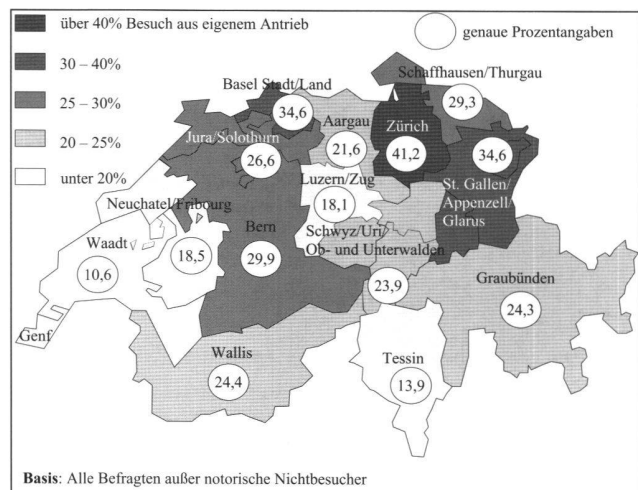 über 40% Besuch aus eigenem Antrieb
genaue Prozentangaben
30 – 40%
25 – 30%
20 – 25%
unter 20%
Basel Stadt/Land
34,6
Schaffhausen/Thurgau
29,3
Aargau
21,6
Zürich
41,2
Jura/Solothurn
26,6
34,6
St. Gallen/
Appenzell/
Glarus
Luzern/Zug
18,1
Neuchatel/Fribourg
18,5
Bern
29,9
Schwyz/Uri/
Ob- und Unterwalden
23,9
Waadt
10,6
Graubünden
24,3
Genf
Wallis
24,4
Tessin
13,9
Basis: Alle Befragten außer notorische Nichtbesucher